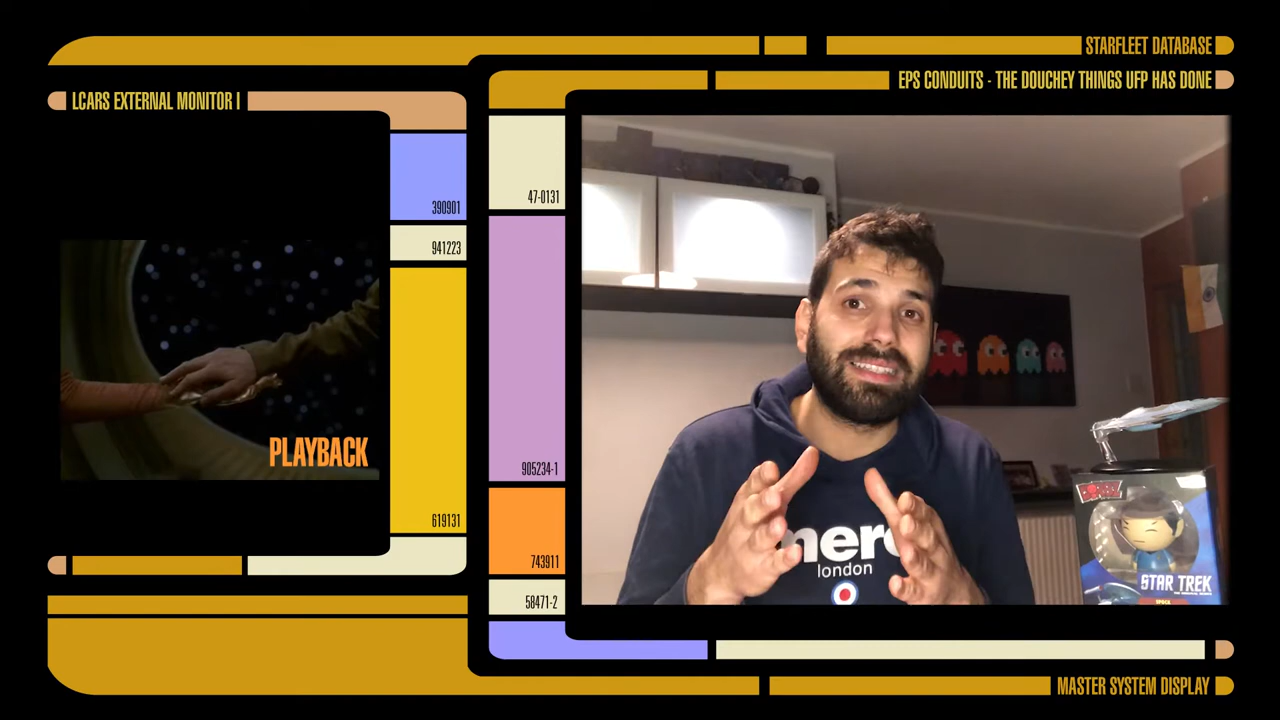 STARFLEET DATABASE
EPS CONDUITS - THE DOUCHEY THINGS UFP HAS DONE
LCARS EXTERNAL MONITOR I
390901
941223
619131
PLAYBACK
47-0131
905234-1
743911
58471-2
merc
london
STAR TREK
MASTER SYSTEM DISPLAY